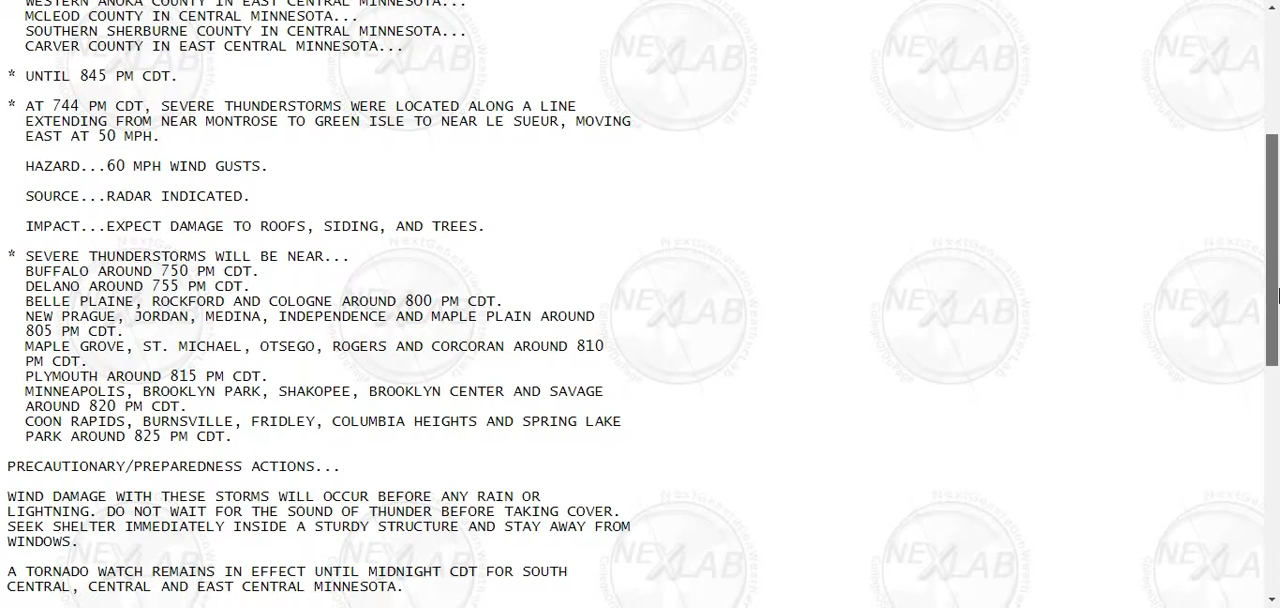 WESTERN ANOKA COUNTY IN EAST CENTRAL MINNESOTA...
MCLEOD COUNTY IN CENTRAL MINNESOTA...
SOUTHERN SHERBURNE COUNTY IN CENTRAL MINNESOTA...
CARVER COUNTY IN EAST CENTRAL MINNESOTA...
* UNTIL 845 PM CDT.
* AT 744 PM CDT, SEVERE THUNDERSTORMS WERE LOCATED ALONG A LINE
EXTENDING FROM NEAR MONTROSE TO GREEN ISLE TO NEAR LE SUEUR, MOVING
EAST AT 50 MPH.
HAZARD...60 MPH WIND GUSTS.
SOURCE...RADAR INDICATED.
IMPACT...EXPECT DAMAGE TO ROOFS, SIDING, AND TREES.
* SEVERE THUNDERSTORMS WILL BE NEAR...
BUFFALO AROUND 750 PM CDT.
DELANO AROUND 755 PM CDT.
BELLE PLAINE, ROCKFORD AND COLOGNE AROUND 800 PM CDT.
NEW PRAGUE, JORDAN, MEDINA, INDEPENDENCE AND MAPLE PLAIN AROUND
805 PM CDT.
MAPLE GROVE, ST. MICHAEL, OTSEGO, ROGERS AND CORCORAN AROUND 810
PM CDT.
PLYMOUTH AROUND 815 PM CDT.
MINNEAPOLIS, BROOKLYN PARK, SHAKOPEE, BROOKLYN CENTER AND SAVAGE
AROUND 820 PM CDT.
COON RAPIDS, BURNSVILLE, FRIDLEY, COLUMBIA HEIGHTS AND SPRING LAKE
PARK AROUND 825 PM CDT.
PRECAUTIONARY/PREPAREDNESS ACTIONS...
WIND DAMAGE WITH THESE STORMS WILL OCCUR BEFORE ANY RAIN OR
LIGHTNING. DO NOT WAIT FOR THE SOUND OF THUNDER BEFORE TAKING COVER.
SEEK SHELTER IMMEDIATELY INSIDE A STURDY STRUCTURE AND STAY AWAY FROM
WINDOWS.
A TORNADO WATCH REMAINS IN EFFECT UNTIL MIDNIGHT CDT FOR SOUTH
CENTRAL, CENTRAL AND EAST CENTRAL MINNESOTA.